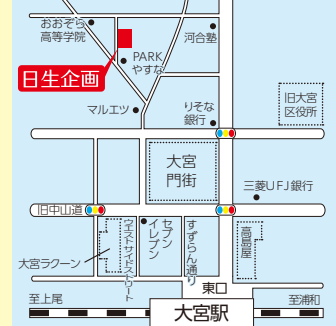 おおぞら
高等学院
河合塾
PARK
やすな
日生企画
マルエツ
りそな
銀行
旧大宮
区役所
大宮
門街
三菱UFJ銀行
旧中山道
ウエストサイドストリート
セブン
イレブン
すずらん通り
高島屋
大宮ラクーン
東口
至上尾
大宮駅
至浦和